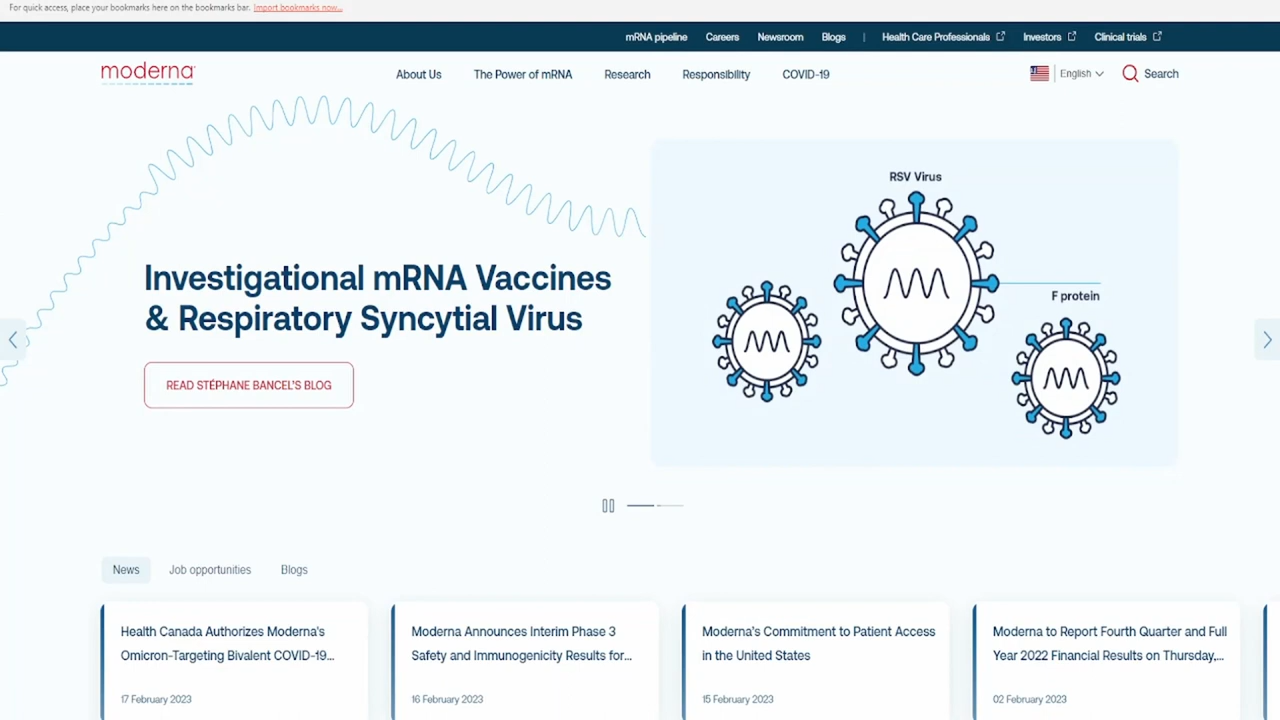 For quick access, place your bookmarks here on the bookmarks bar. Import bookmarks now...
mRNA pipeline Careers Newsroom Blogs | Health Care Professionals Investors Clinical trials
moderna
About Us The Power of mRNA Research Responsibility COVID-19 English Search
RSV Virus
F protein
Investigational mRNA Vaccines
& Respiratory Syncytial Virus
READ STÉPHANE BANCEL'S BLOG
News Job opportunities Blogs
Health Canada Authorizes Moderna's
Omicron-Targeting Bivalent COVID-19...
17 February 2023
Moderna Announces Interim Phase 3
Safety and Immunogenicity Results for...
16 February 2023
Moderna's Commitment to Patient Access
in the United States
15 February 2023
Moderna to Report Fourth Quarter and Full
Year 2022 Financial Results on Thursday,...
02 February 2023